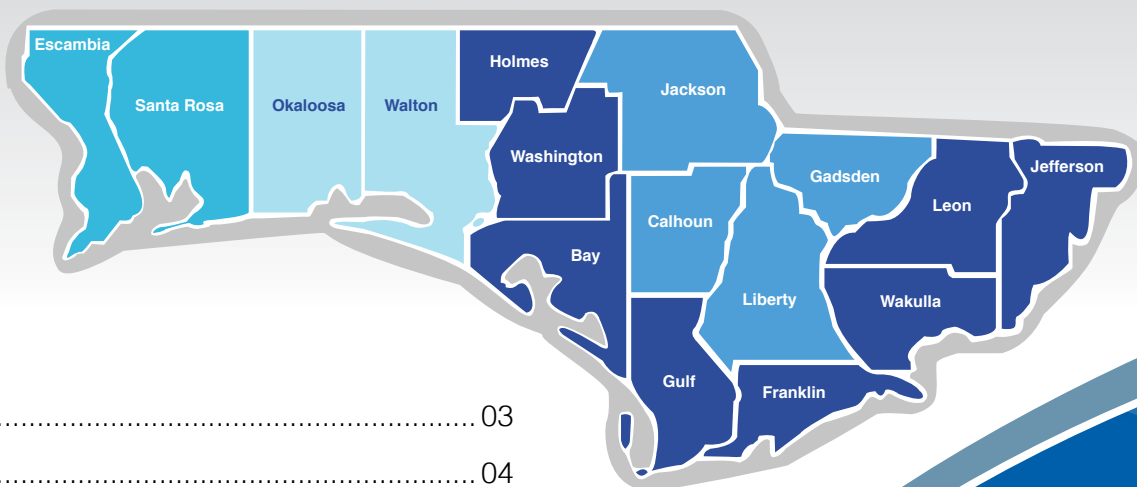 Escambia
Santa Rosa
Okaloosa
Walton
Holmes
Washington
Jackson
Bay
Calhoun
Gulf
Gadsden
Liberty
Franklin
Leon
Wakulla
Jefferson
........................................................................ 03
........................................................................ 04